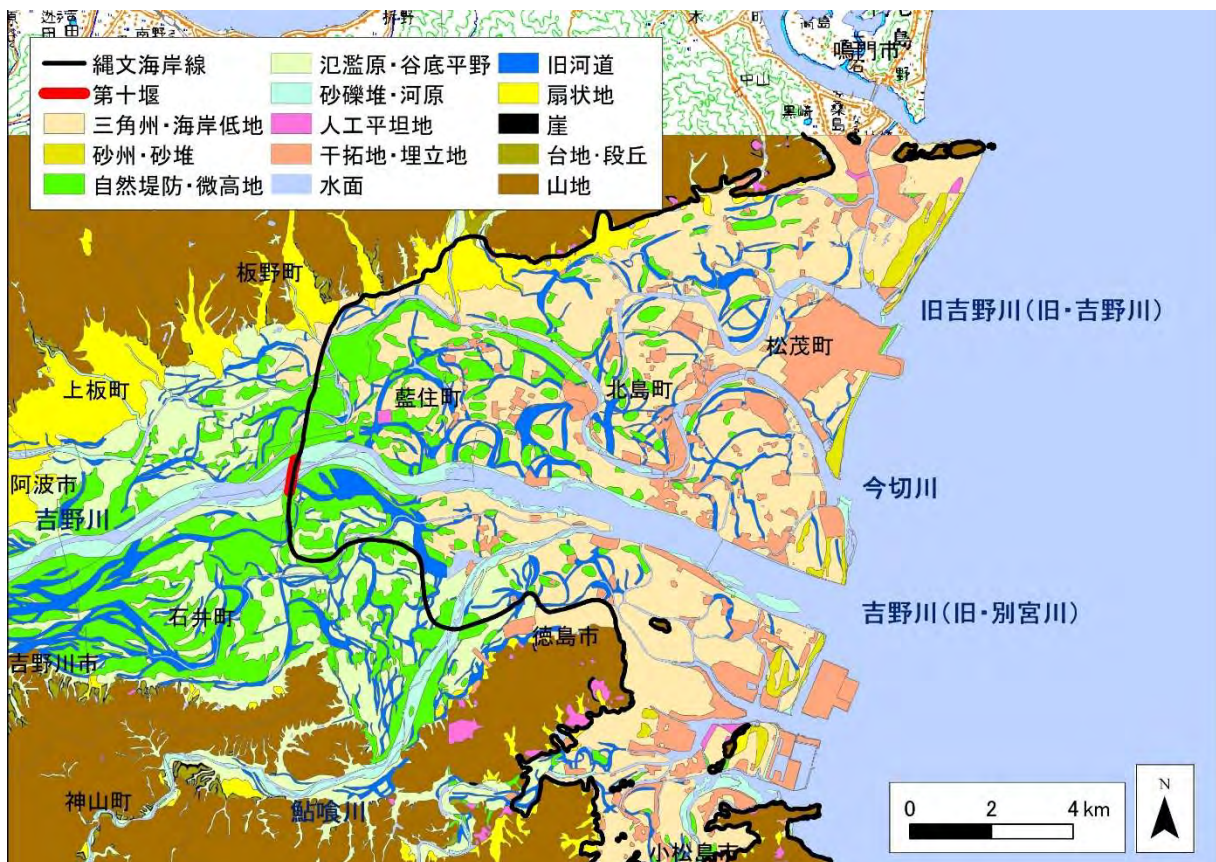 鳴門市
中山
黒崎
桑島
縄文海岸線
第十堰
三角州・海岸低地
砂州・砂堆
自然堤防・微高地
氾濫原・谷底平野
砂礫堆・河原
人工平坦地
干拓地・埋立地
水面
旧河道
扇状地
崖
台地・段丘
山地
板野町
上板町
藍住町
北島町
松茂町
旧吉野川(旧・吉野川)
阿波市
吉野川
今切川
石井町
吉野川(旧・別宮川)
徳島市
吉野川市
神山町
鮎喰川
小松島市
0 2 4 km
N